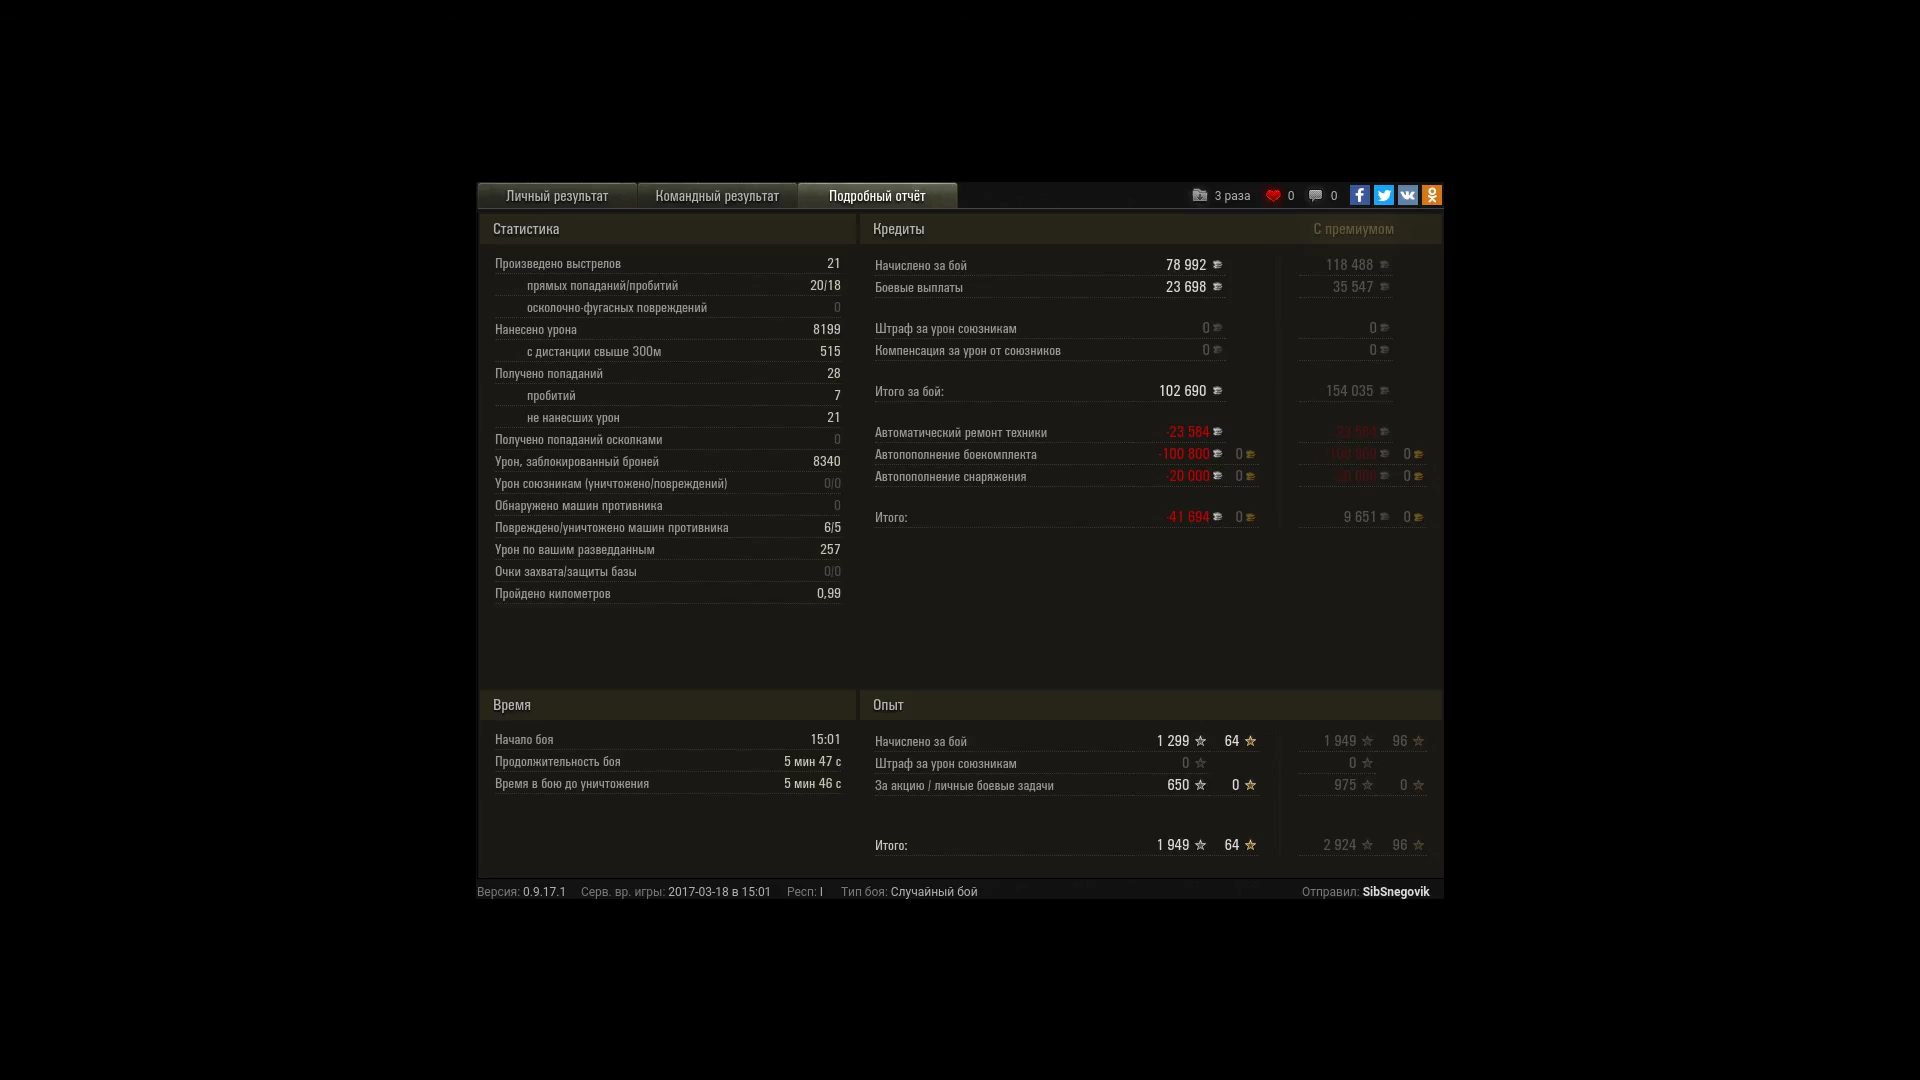 Личный результат Командный результат Подробный отчёт 3 раза 0 0
Статистика
Произведено выстрелов 21
прямых попаданий/пробитий 20/18
осколочно-фугасных повреждений 0
Нанесено урона 8199
с дистанции свыше 300м 515
Получено попаданий 28
пробитий 7
не нанесших урон 21
Получено попаданий осколками 0
Урон, заблокированный броней 8340
Урон союзникам (уничтожено/повреждений) 0/0
Обнаружено машин противника 0
Повреждено/уничтожено машин противника 6/5
Урон по вашим разведданным 257
Очки захвата/защиты базы 0/0
Пройдено километров 0,99
Кредиты С премиумом
Начислено за бой 78 992 118 488
Боевые выплаты 23 698 35 547
Штраф за урон союзникам 0 0
Компенсация за урон от союзников 0 0
Итого за бой: 102 690 154 035
Автоматический ремонт техники -23 584 -23 584
Автопополнение боекомплекта -100 800 0 -100 800 0
Автопополнение снаряжения -20 000 0 -20 000 0
Итого: -41 694 0 9 651 0
Время
Начало боя 15:01
Продолжительность боя 5 мин 47 с
Время в бою до уничтожения 5 мин 46 с
Опыт
Начислено за бой 1 299 64 1 949 96
Штраф за урон союзникам 0 0
За акцию / личные боевые задачи 650 0 975 0
Итого: 1 949 64 2 924 96
Версия: 0.9.17.1 Серв. вр. игры: 2017-03-18 в 15:01 Респ: I Тип боя: Случайный бой Отправил: SibSnegovik